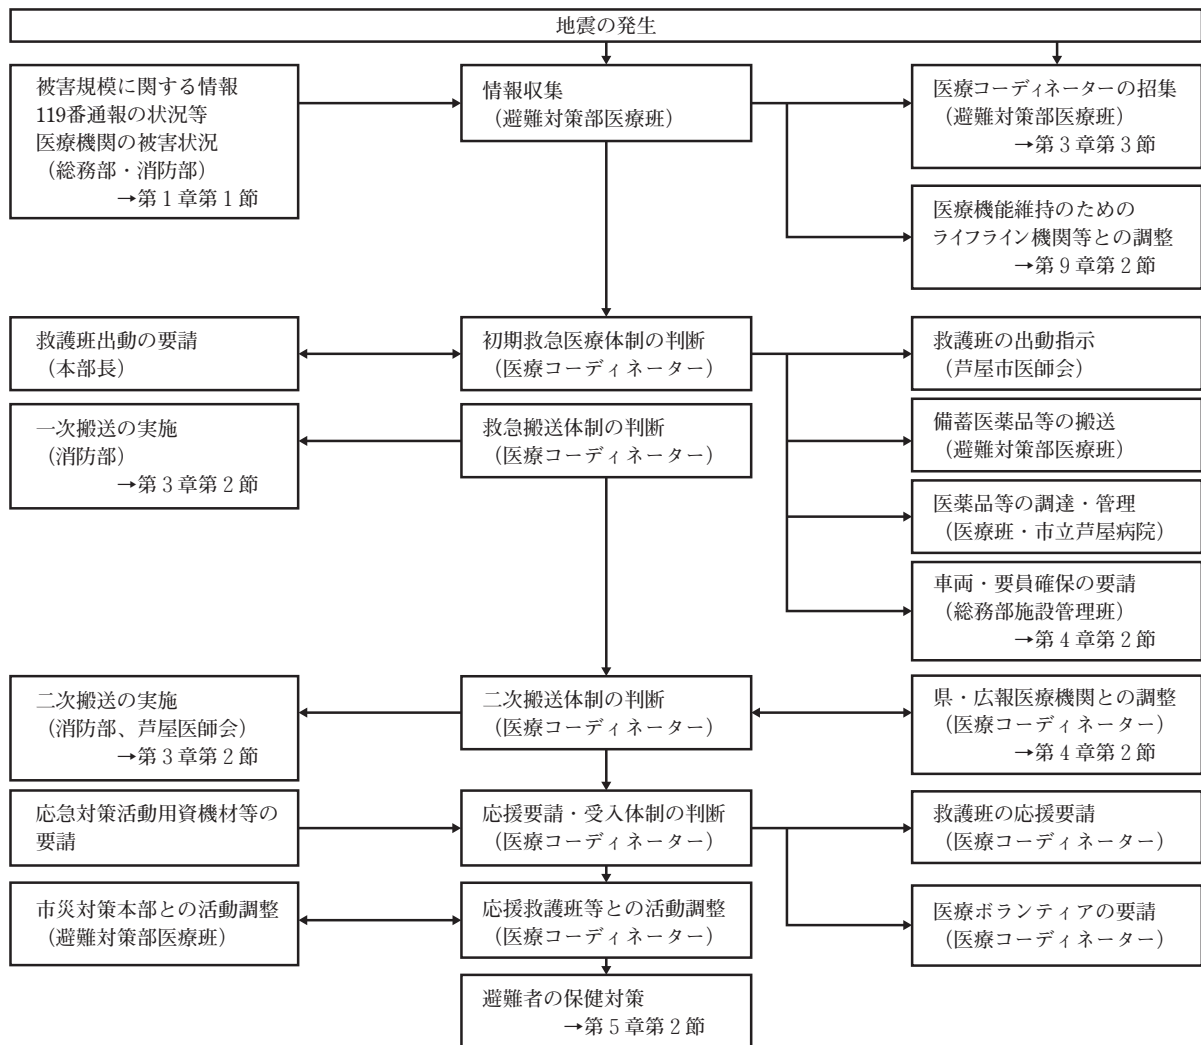 地震の発生
被害規模に関する情報
119番通報の状況等
医療機関の被害状況
（総務部・消防部）
→第1章第1節
情報収集
（避難対策部医療班）
医療コーディネーターの招集
（避難対策部医療班）
→第3章第3節
医療機能維持のための
ライフライン機関等との調整
→第9章第2節
救護班出動の要請
（本部長）
初期救急医療体制の判断
（医療コーディネーター）
救護班の出動指示
（芦屋市医師会）
一次搬送の実施
（消防部）
→第3章第2節
救急搬送体制の判断
（医療コーディネーター）
備蓄医薬品等の搬送
（避難対策部医療班）
医薬品等の調達・管理
（医療班・市立芦屋病院）
車両・要員確保の要請
（総務部施設管理班）
→第4章第2節
二次搬送の実施
（消防部、芦屋医師会）
→第3章第2節
二次搬送体制の判断
（医療コーディネーター）
県・広報医療機関との調整
（医療コーディネーター）
→第4章第2節
応急対策活動用資機材等の
要請
応援要請・受入体制の判断
（医療コーディネーター）
救護班の応援要請
（医療コーディネーター）
市災対策本部との活動調整
（避難対策部医療班）
応援救護班等との活動調整
（医療コーディネーター）
医療ボランティアの要請
（医療コーディネーター）
避難者の保健対策
→第5章第2節